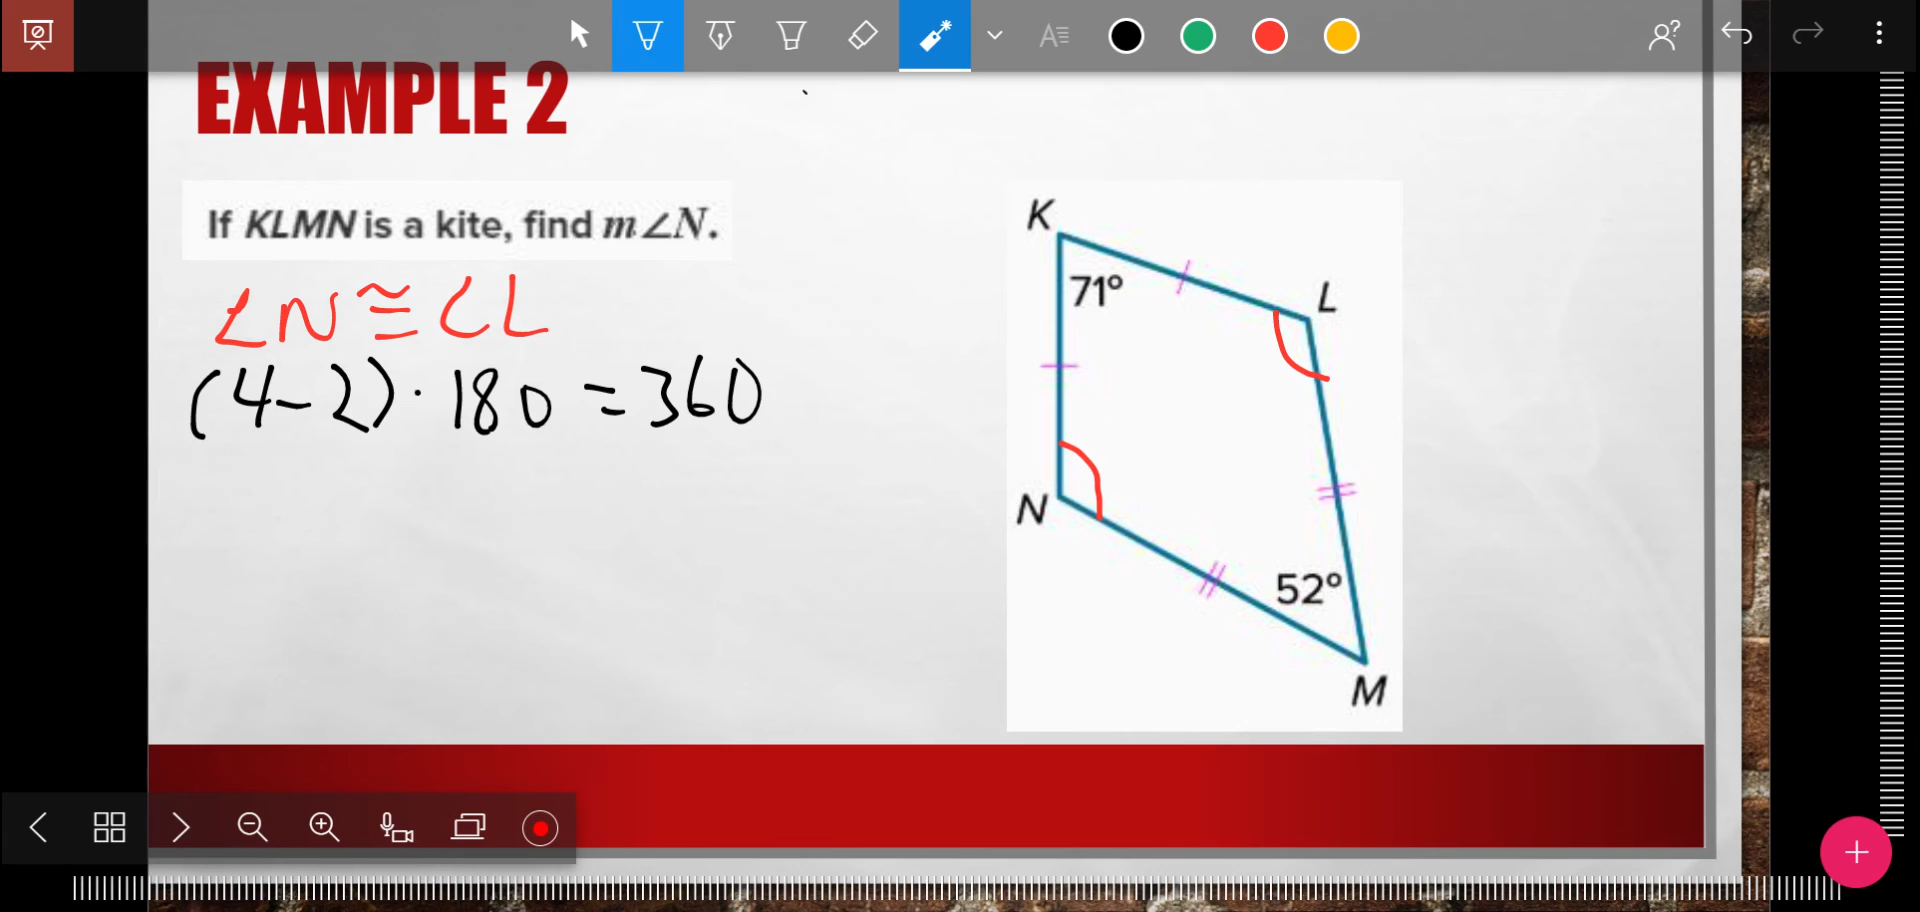 EXAMPLE 2
If KLMN is a kite, find m∠N.
∠N ≅ ∠L
(4-2)·180 = 360
K
71°
L
N
52°
M